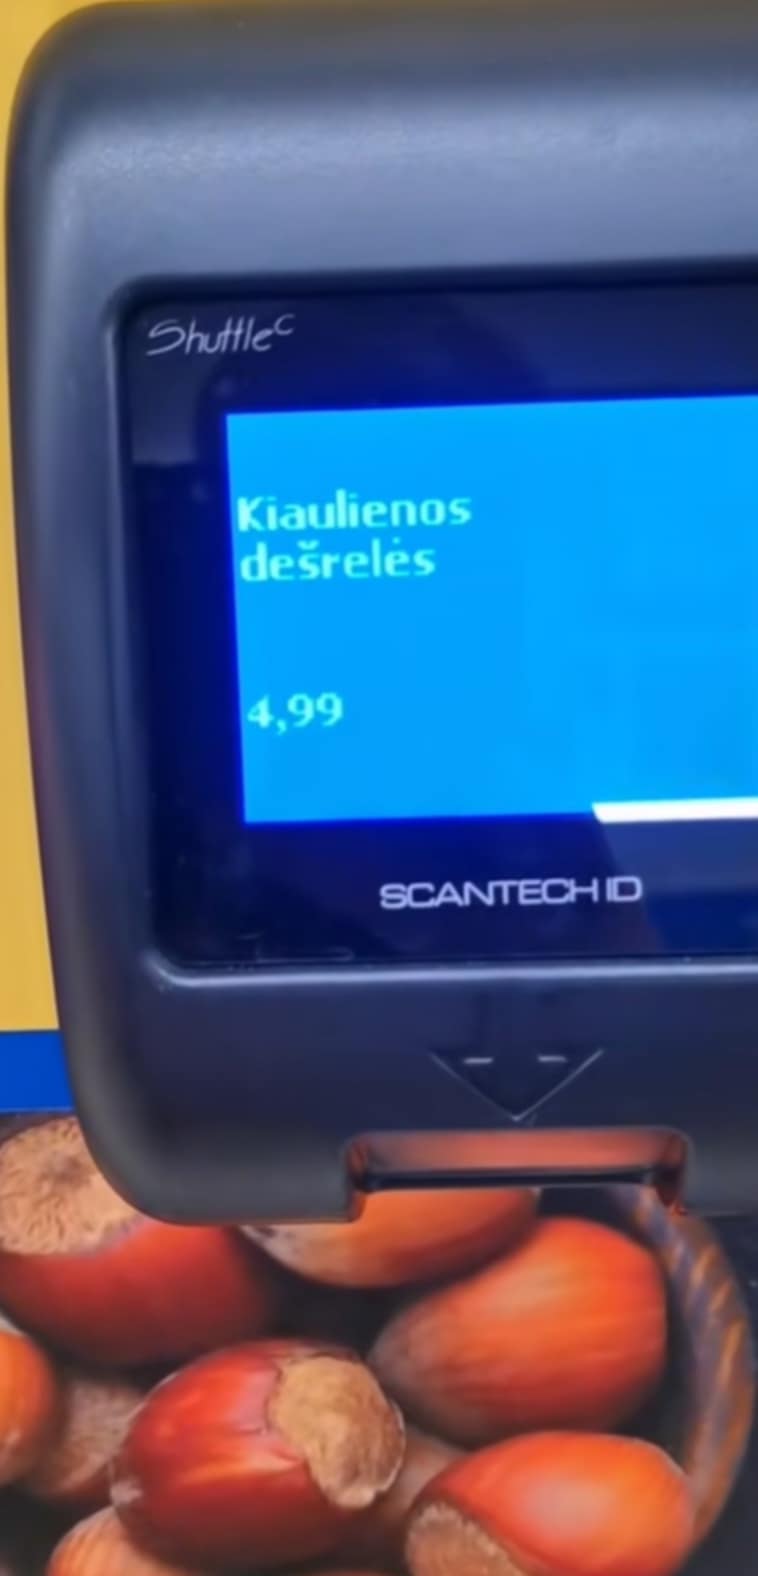 Shuttle C
Kiaulienos
dešrelės
4,99
SCANTECH ID